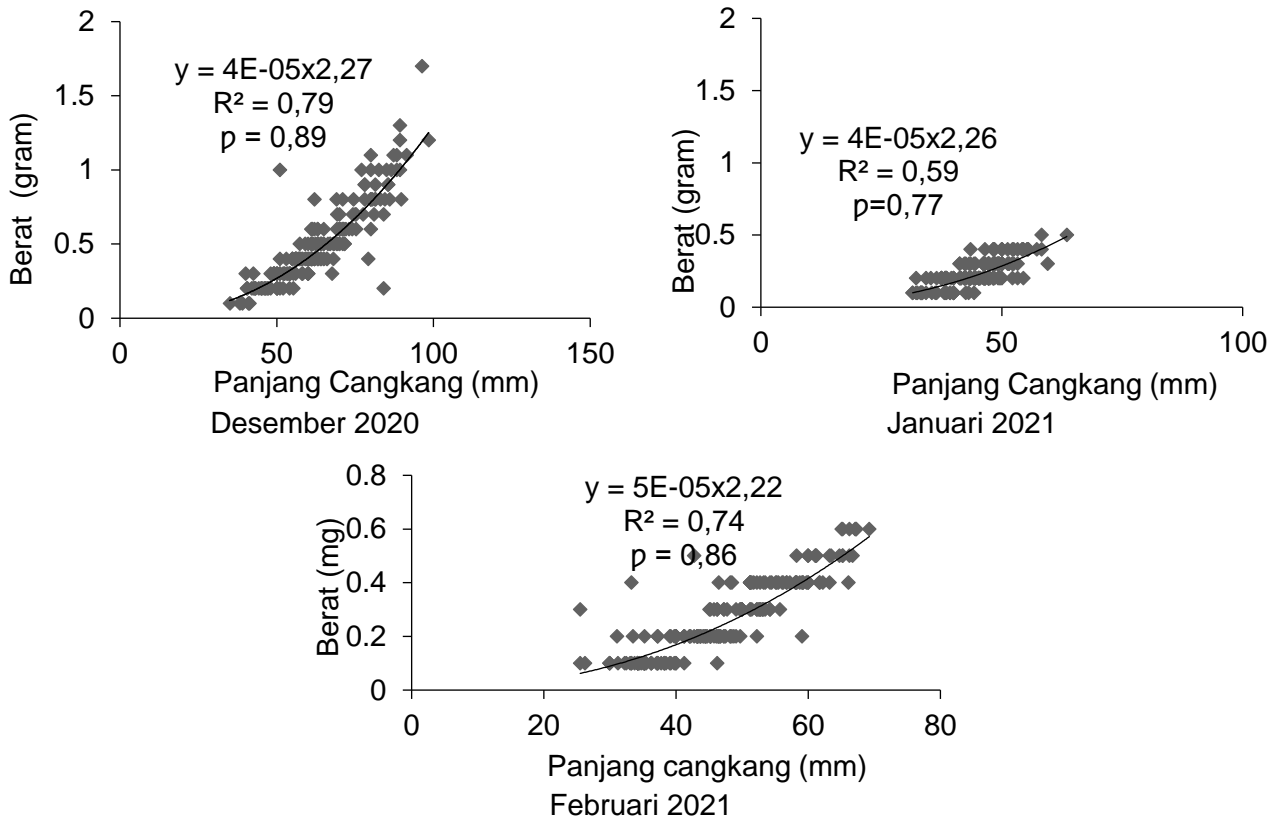 2
1.5
1
0.5
0
0
50
100
150
Berat (gram)
y = 4E-05x2,27
R² = 0,79
p = 0,89
Panjang Cangkang (mm)
Desember 2020
2
1.5
1
0.5
0
0
50
100
Berat (gram)
y = 4E-05x2,26
R² = 0,59
p=0,77
Panjang Cangkang (mm)
Januari 2021
0.8
0.6
0.4
0.2
0
0
20
40
60
80
Berat (mg)
y = 5E-05x2,22
R² = 0,74
p = 0,86
Panjang cangkang (mm)
Februari 2021